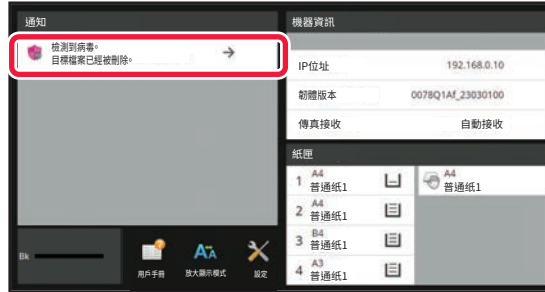 通知
檢測到病毒。
目標檔案已經被刪除。
機器資訊
IP位址 192.168.0.10
韌體版本 0078Q1Af_23030100
傳真接收 自動接收
紙匣
1 A4
普通紙1
A4
普通紙1
2 A4
普通紙1
3 B4
普通紙1
4 A3
普通紙1
Bk
用戶手冊
放大顯示模式
設定